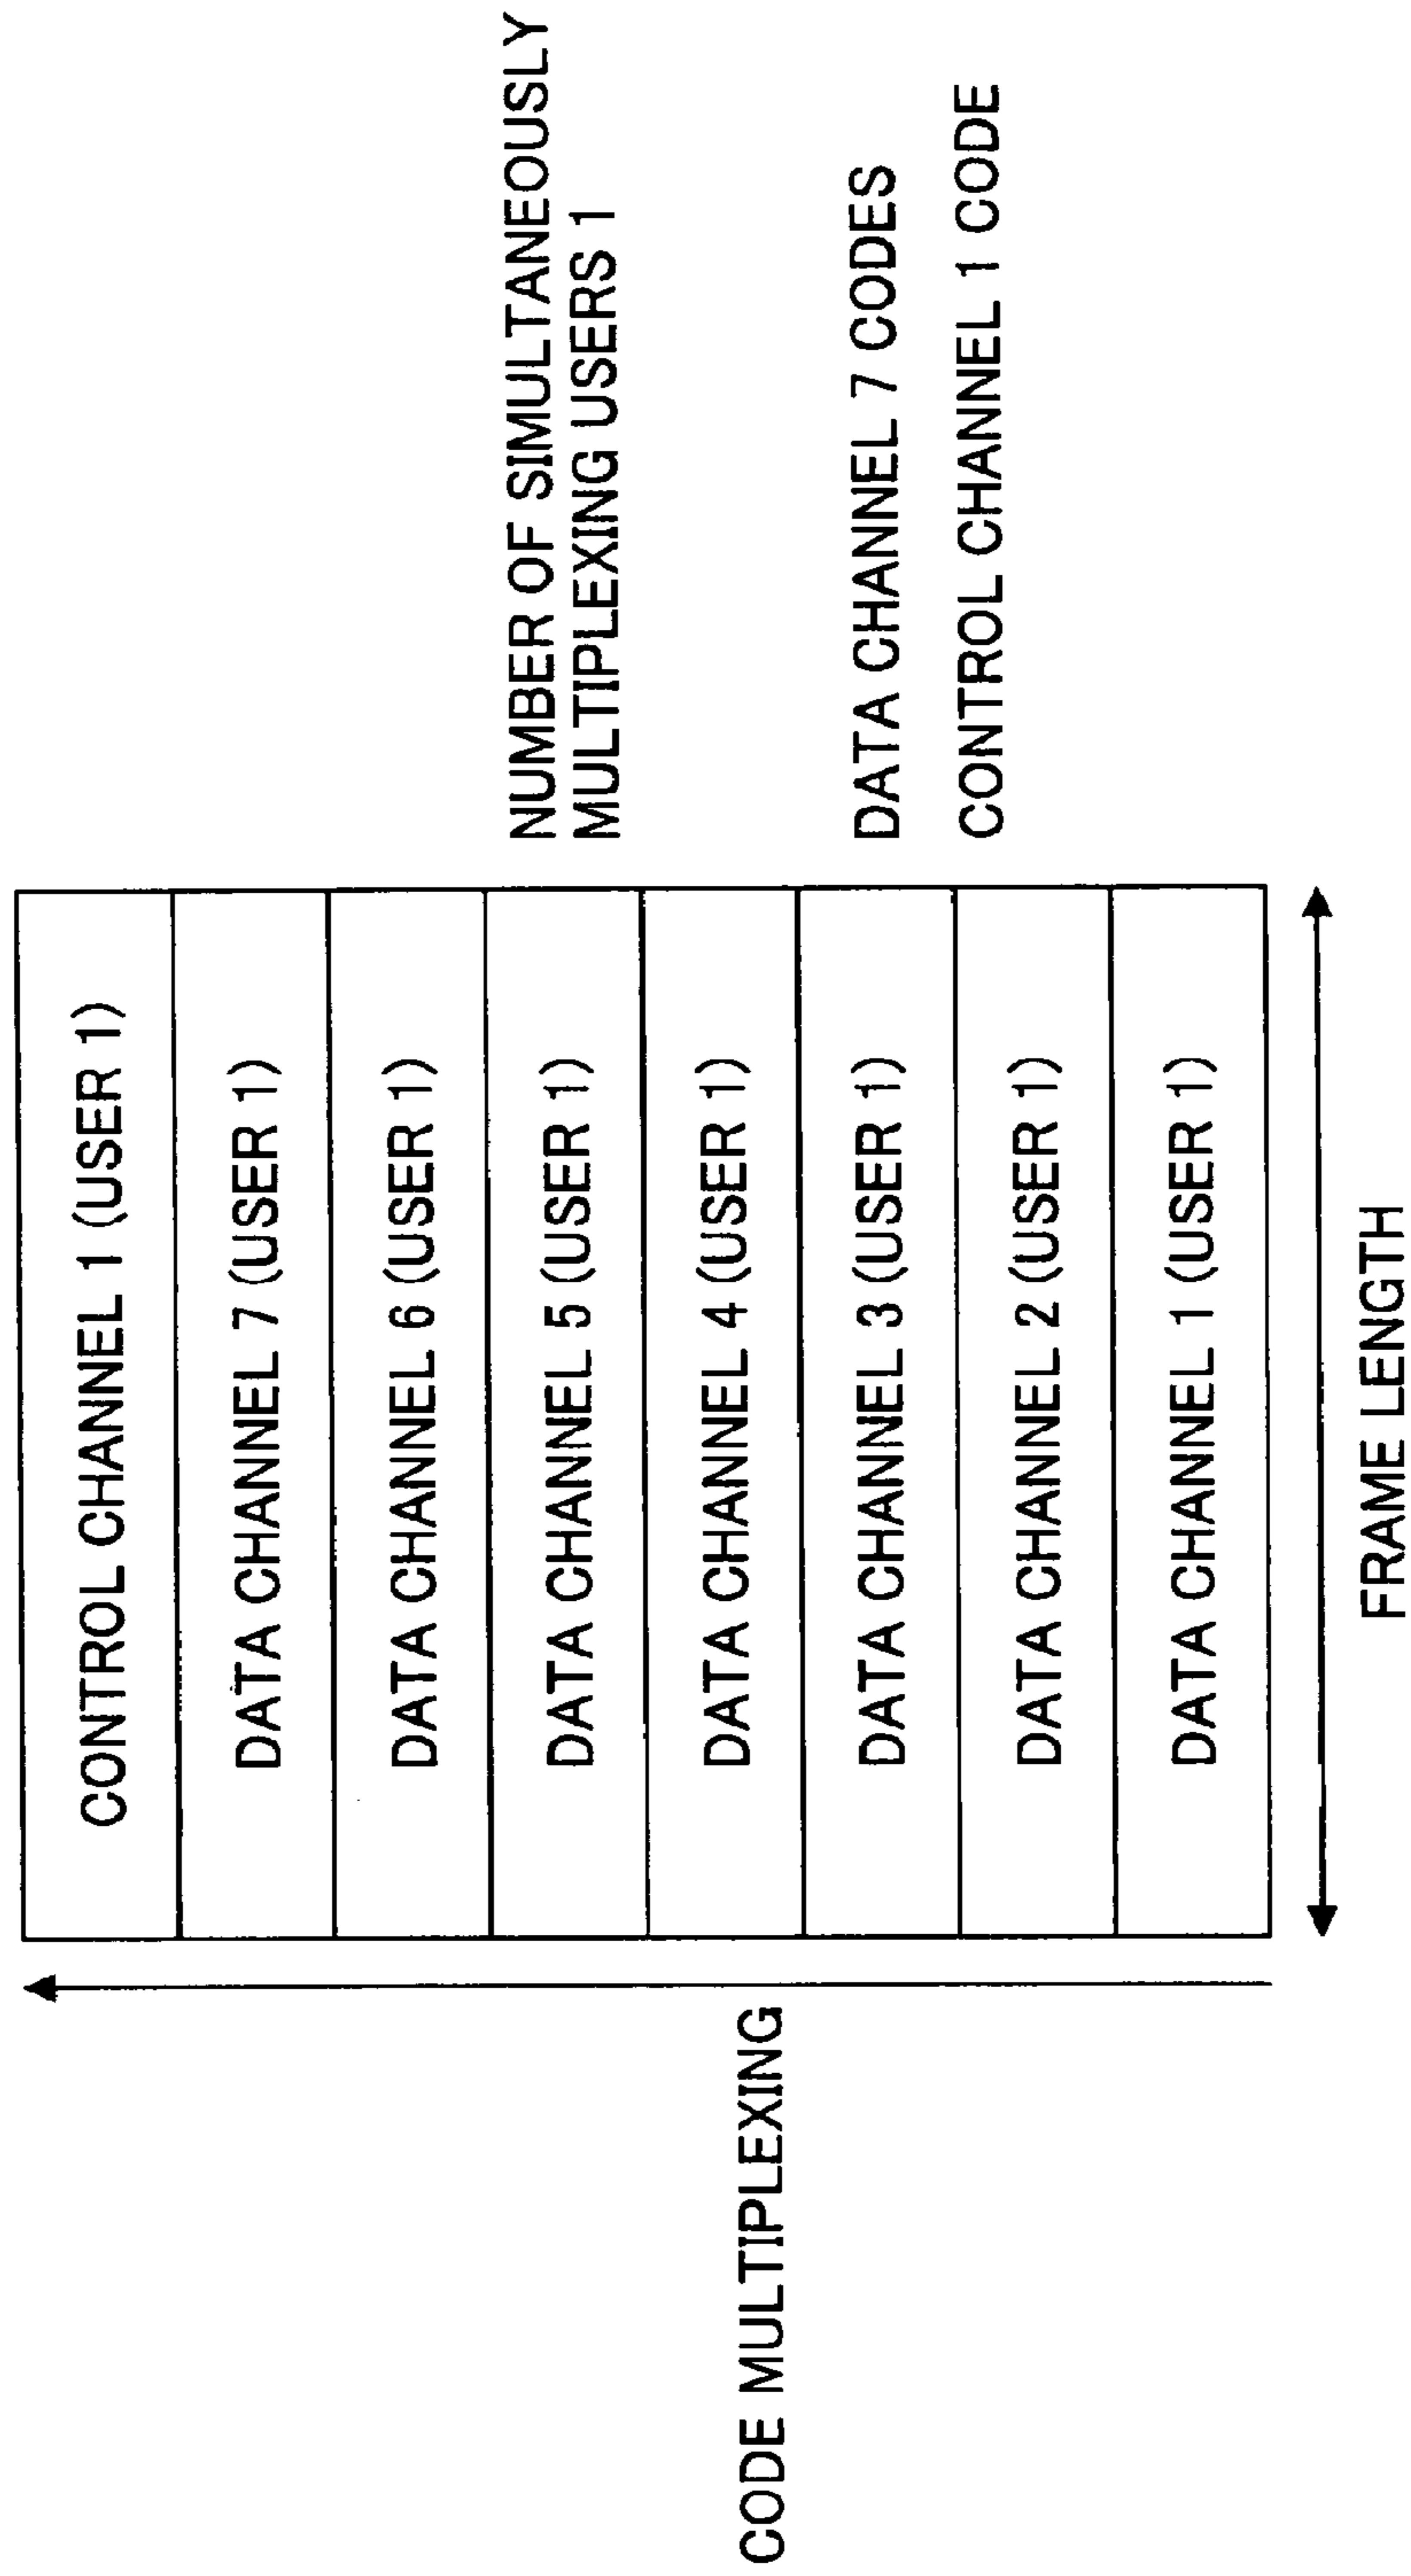 CODE MULTIPLEXING
CONTROL CHANNEL 1 (USER 1)
DATA CHANNEL 7 (USER 1)
DATA CHANNEL 6 (USER 1)
DATA CHANNEL 5 (USER 1)
DATA CHANNEL 4 (USER 1)
DATA CHANNEL 3 (USER 1)
DATA CHANNEL 2 (USER 1)
DATA CHANNEL 1 (USER 1)
FRAME LENGTH
NUMBER OF SIMULTANEOUSLY
MULTIPLEXING USERS 1
DATA CHANNEL 7 CODES
CONTROL CHANNEL 1 CODE